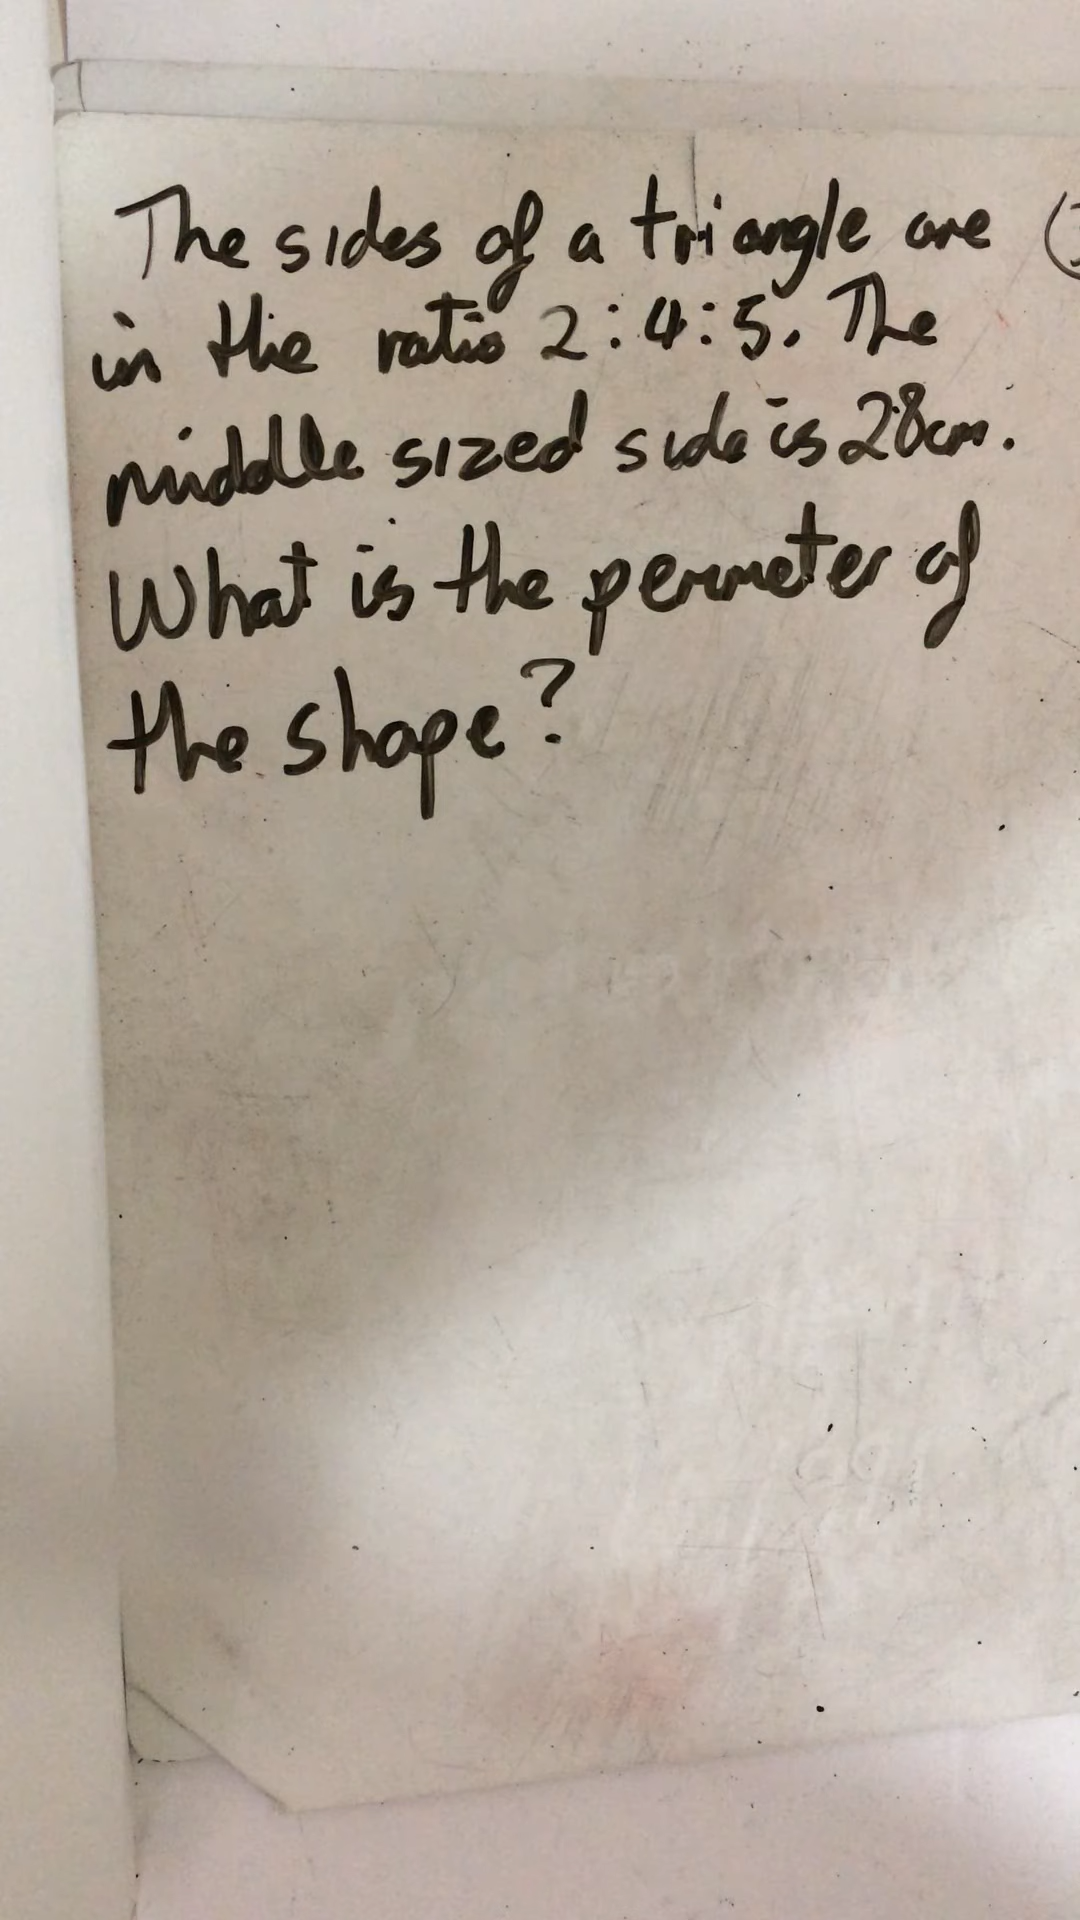 The sides of a triangle are
in the ratio 2:4:5. The
middle sized side is 28cm.
What is the perimeter of
the shape?